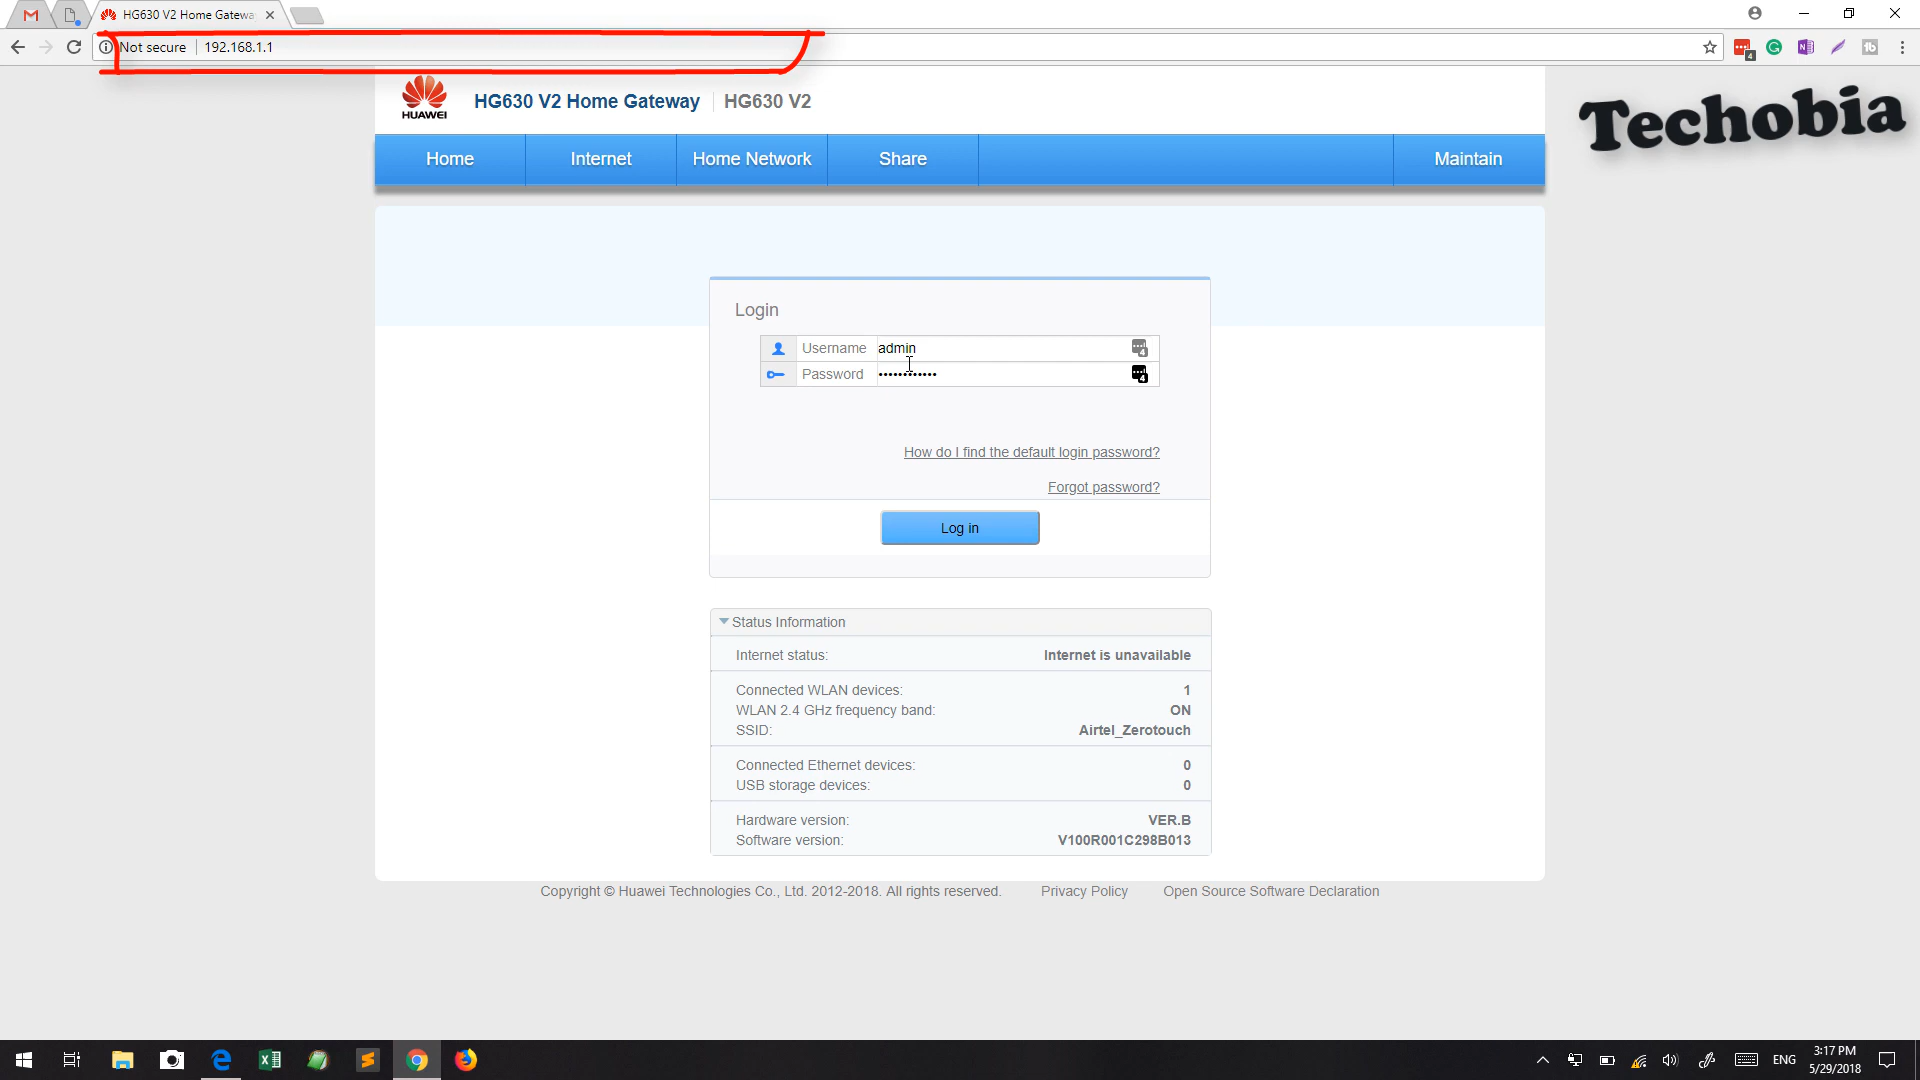 HG630 V2 Home Gateway
Not secure 192.168.1.1
HUAWEI
HG630 V2 Home Gateway HG630 V2
Techobia
Home Internet Home Network Share Maintain
Login
Username admin
Password ••••••••••••
How do I find the default login password?
Forgot password?
Log in
Status Information
Internet status: Internet is unavailable
Connected WLAN devices: 1
WLAN 2.4 GHz frequency band: ON
SSID: Airtel_Zerotouch
Connected Ethernet devices: 0
USB storage devices: 0
Hardware version: VER.B
Software version: V100R001C298B013
Copyright © Huawei Technologies Co., Ltd. 2012-2018. All rights reserved. Privacy Policy Open Source Software Declaration
ENG
3:17 PM
5/29/2018